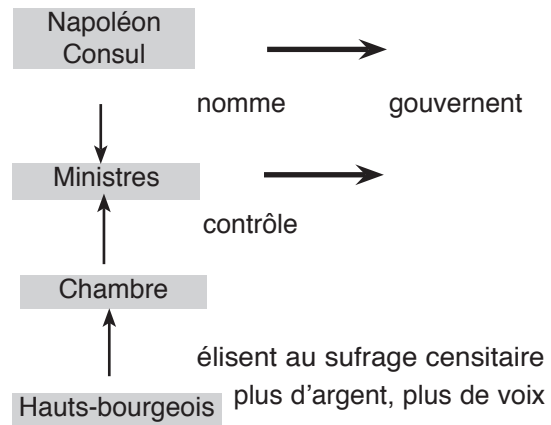 Napoléon
Consul
nomme gouvernent
Ministres
contrôle
Chambre
élisent au sufrage censitaire
plus d'argent, plus de voix
Hauts-bourgeois